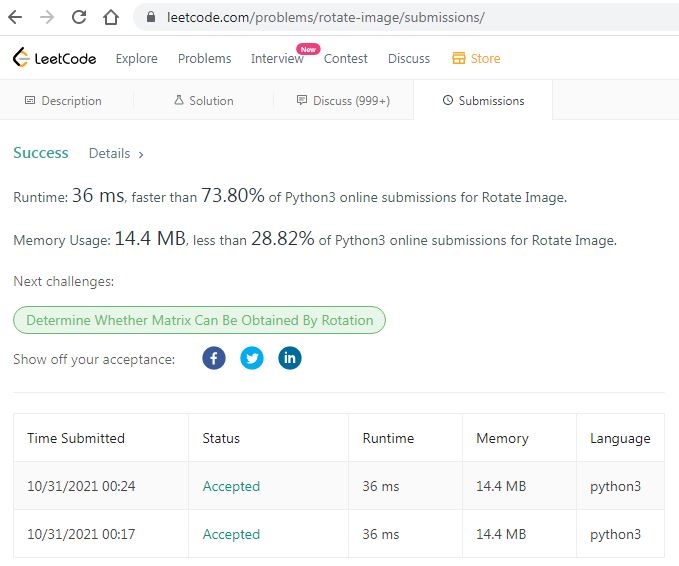 leetcode.com/problems/rotate-image/submissions/
LeetCode Explore Problems Interview New Contest Discuss Store
Description Solution Discuss (999+) Submissions
Success Details >
Runtime: 36 ms, faster than 73.80% of Python3 online submissions for Rotate Image.
Memory Usage: 14.4 MB, less than 28.82% of Python3 online submissions for Rotate Image.
Next challenges:
Determine Whether Matrix Can Be Obtained By Rotation
Show off your acceptance: f in
Time Submitted Status Runtime Memory Language
10/31/2021 00:24 Accepted 36 ms 14.4 MB python3
10/31/2021 00:17 Accepted 36 ms 14.4 MB python3